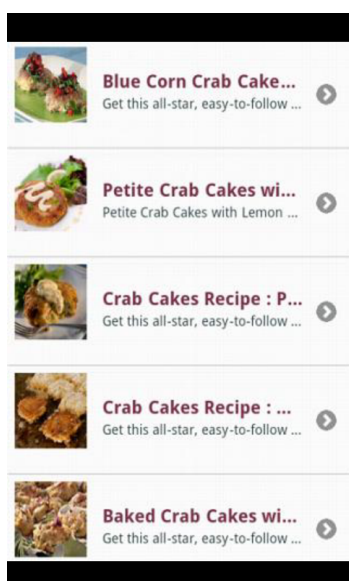 Blue Corn Crab Cake...
Get this all-star, easy-to-follow ...
Petite Crab Cakes wi...
Petite Crab Cakes with Lemon ...
Crab Cakes Recipe : P...
Get this all-star, easy-to-follow ...
Crab Cakes Recipe : ...
Get this all-star, easy-to-follow ...
Baked Crab Cakes wi...
Get this all-star, easy-to-follow ...